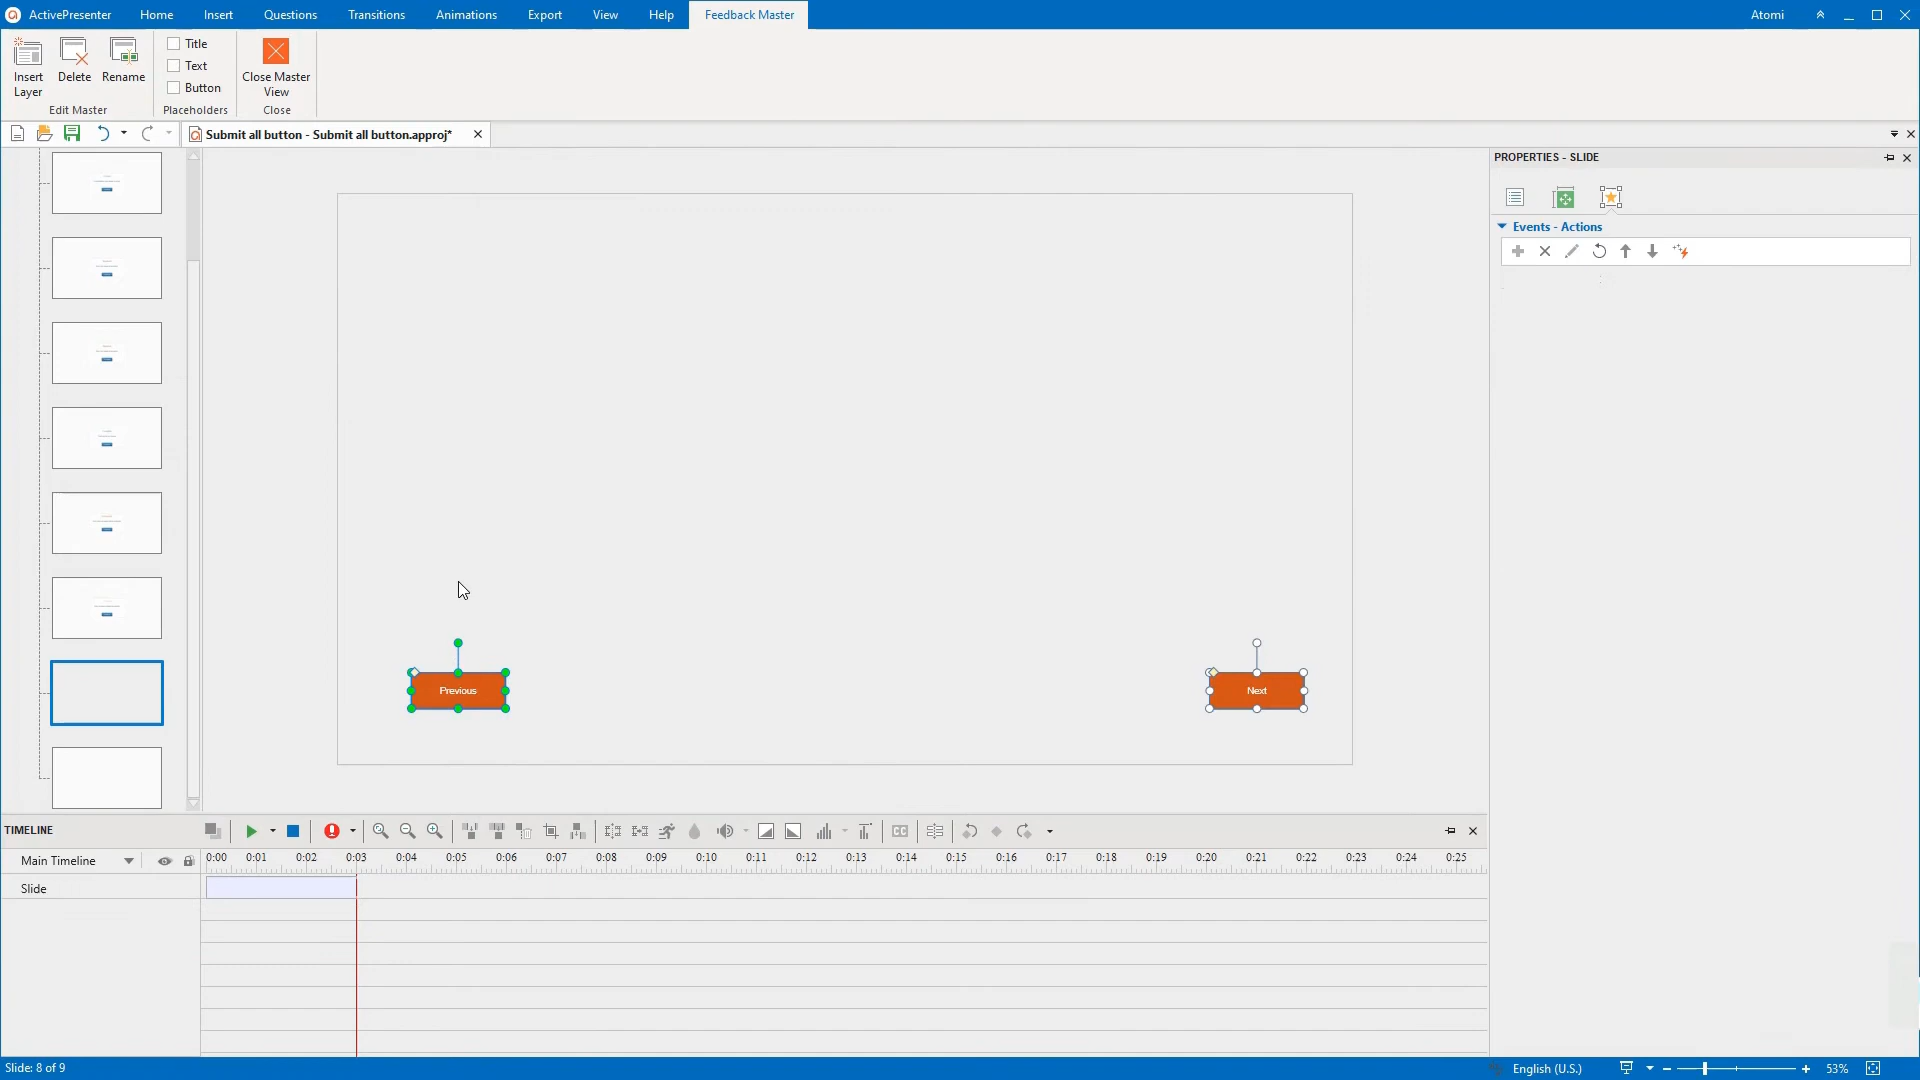 ActivePresenter Home Insert Questions Transitions Animations Export View Help Feedback Master Atomi
Insert Layer Delete Rename
Title
Text
Button
Close Master View
Edit Master Placeholders Close
Submit all button - Submit all button.approj*
PROPERTIES - SLIDE
Events - Actions
Previous
Next
TIMELINE
CC
Main Timeline
0:00 0:01 0:02 0:03 0:04 0:05 0:06 0:07 0:08 0:09 0:10 0:11 0:12 0:13 0:14 0:15 0:16 0:17 0:18 0:19 0:20 0:21 0:22 0:23 0:24 0:25
Slide
Slide: 8 of 9
English (U.S.)
53%